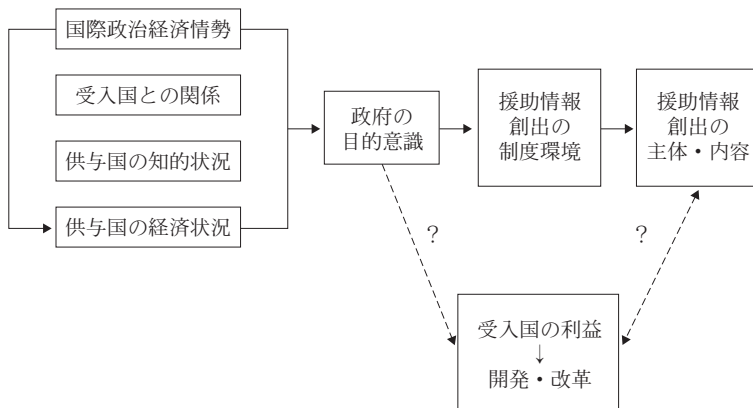 国際政治経済情勢
受入国との関係
供与国の知的状況
供与国の経済状況
政府の
目的意識
援助情報
創出の
制度環境
援助情報
創出の
主体・内容
?
?
受入国の利益
↓
開発・改革